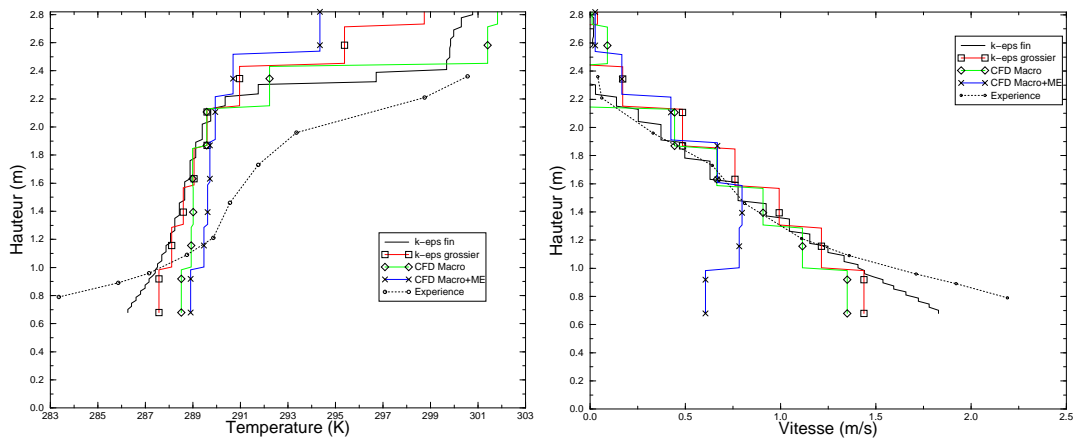 2.8
2.6
2.4
2.2
2.0
1.8
1.6
1.4
1.2
1.0
0.8
0.6
0.4
0.2
0.0
Hauteur (m)
k-eps fin
k-eps grossier
CFD Macro
CFD Macro+ME
Experience
283 285 287 289 291 293 295 297 299 301 303
Temperature (K)
2.8
2.6
2.4
2.2
2.0
1.8
1.6
1.4
1.2
1.0
0.8
0.6
0.4
0.2
0.0
Hauteur (m)
k-eps fin
k-eps grossier
CFD Macro
CFD Macro+ME
Experience
0.0 0.5 1.0 1.5 2.0 2.5
Vitesse (m/s)